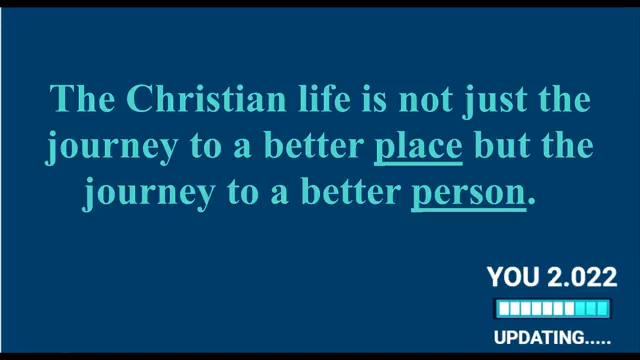 The Christian life is not just the
journey to a better place but the
journey to a better person.
YOU 2.022
UPDATING.....